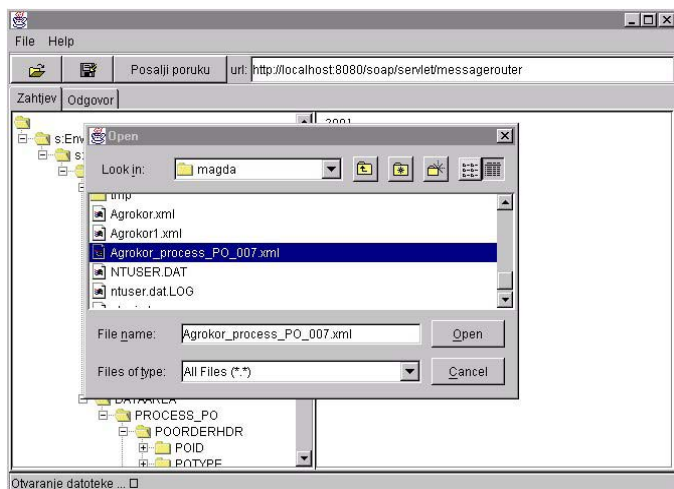 File Help
Posalji poruku url: http://localhost:8080/soap/servlet/messagerouter
Zahtjev Odgovor
2001
s:Env
s:
Open
Look in: magda
tmp
Agrokor.xml
Agrokor1.xml
Agrokor_process_PO_007.xml
NTUSER.DAT
ntuser.dat.LOG
File name: Agrokor_process_PO_007.xml Open
Files of type: All Files (*.*) Cancel
DATAAREA
PROCESS_PO
POORDERHDR
POID
POTYPE
Otvaranje datoteke ...